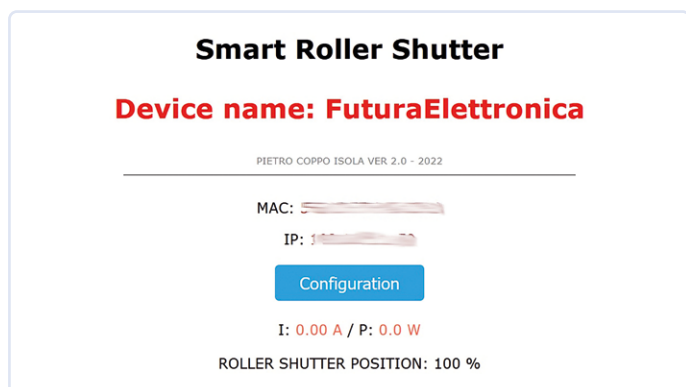 Smart Roller Shutter
Device name: FuturaElettronica
PIETRO COPPO ISOLA VER 2.0 - 2022
MAC:
IP:
Configuration
I: 0.00 A / P: 0.0 W
ROLLER SHUTTER POSITION: 100 %